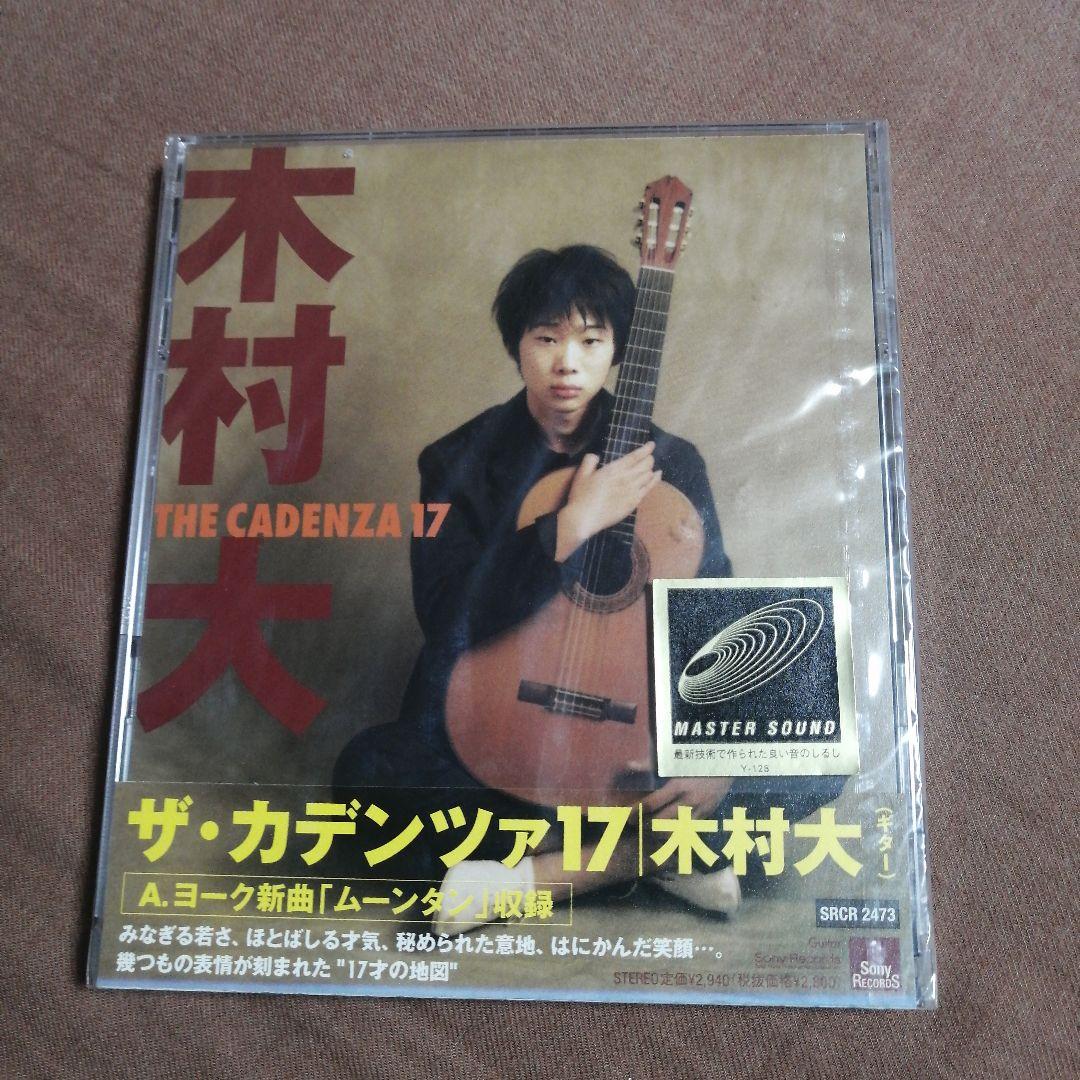 木村大
THE CADENZA 17
MASTER SOUND
最新技術で作られた良い音のしるし
Y-128
ザ・カデンツァ17|木村大(ギター)
A.ヨーク新曲「ムーンタン」収録
SRCR 2473
みなぎる若さ、ほとばしる才気、秘められた意地、はにかんだ笑顔…。
幾つもの表情が刻まれた"17才の地図"
Guitar
Sony Records
STEREO定価¥2,940(税抜価格¥2,800)
Sony
RECORDS